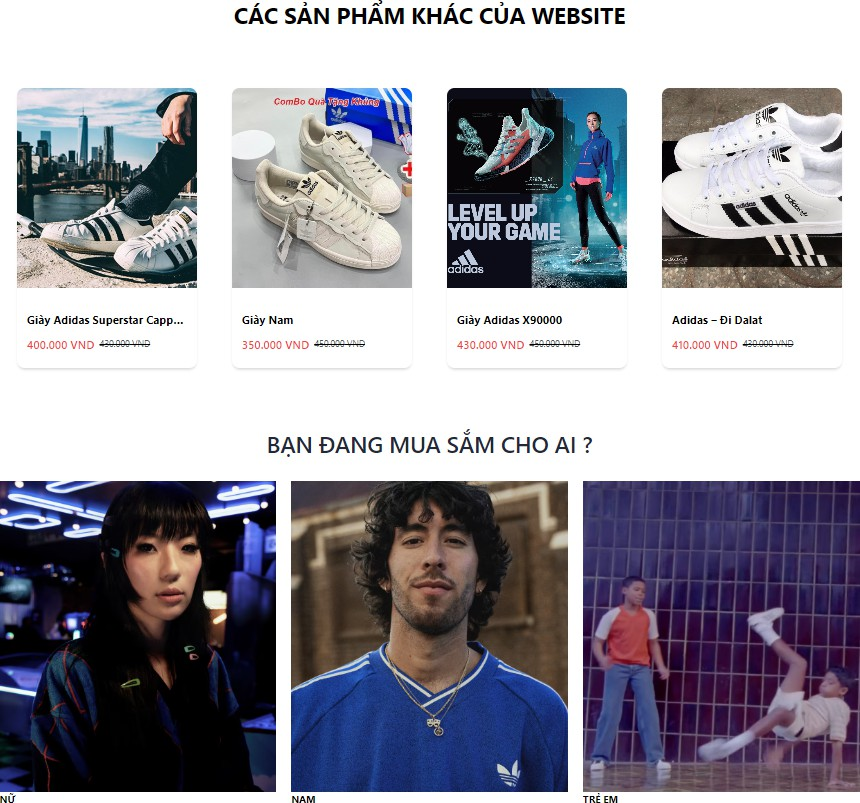 CÁC SẢN PHẨM KHÁC CỦA WEBSITE
ComBo Quà Tặng Khủng
adidas
LEVEL UP
YOUR GAME
adidas
adidas
adidas
Giày Adidas Superstar Capp...
400.000 VND 430.000 VND
Giày Nam
350.000 VND 450.000 VND
Giày Adidas X90000
430.000 VND 450.000 VND
Adidas – Đi Dalat
410.000 VND 430.000 VND
BẠN ĐANG MUA SẮM CHO AI ?
NỮ
NAM
TRẺ EM